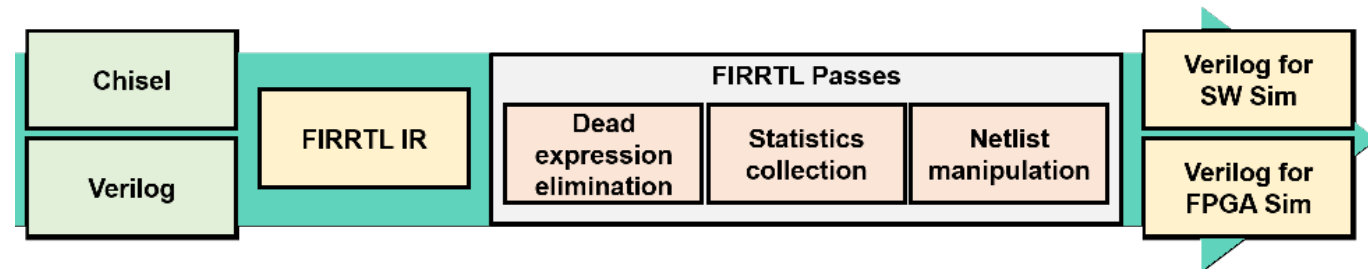 Chisel
Verilog
FIRRTL IR
FIRRTL Passes
Dead
expression
elimination
Statistics
collection
Netlist
manipulation
Verilog for
SW Sim
Verilog for
FPGA Sim